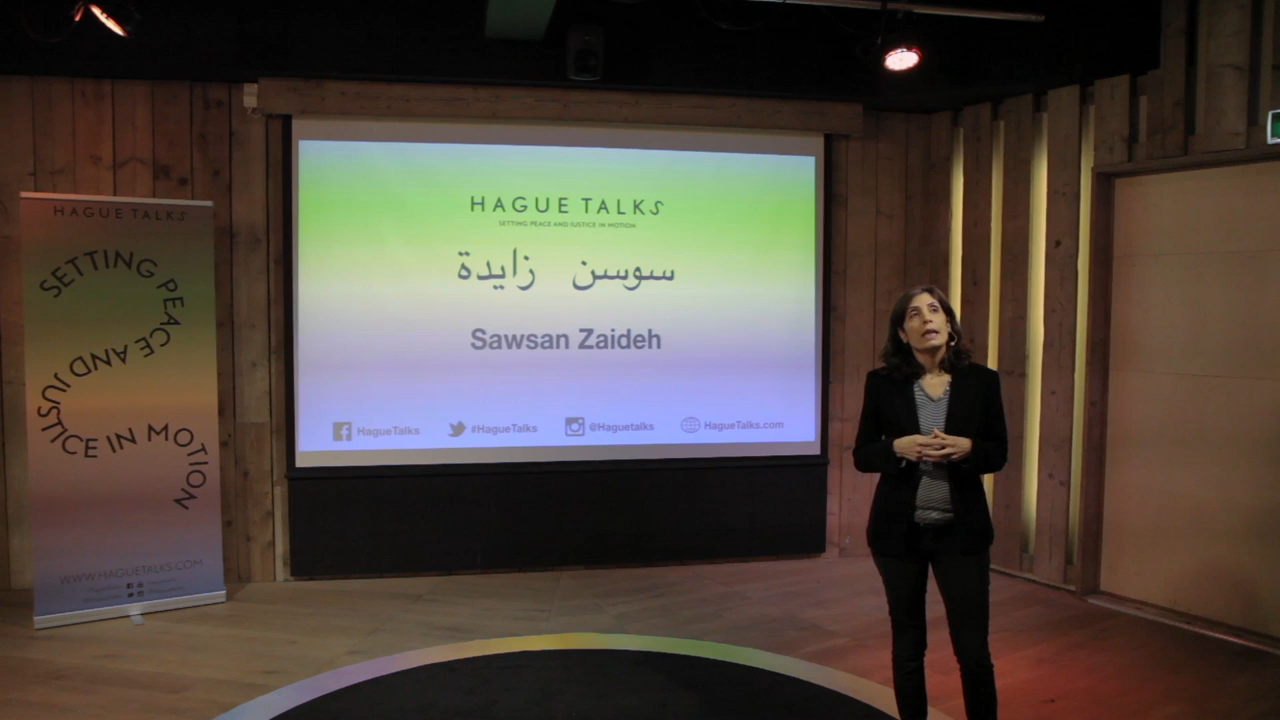 HAGUE TALKS
SETTING PEACE AND JUSTICE IN MOTION
WWW.HAGUETALKS.COM
HAGUE TALKS
SETTING PEACE AND JUSTICE IN MOTION
سوسن زايدة
Sawsan Zaideh
HagueTalks #HagueTalks @Haguetalks HagueTalks.com